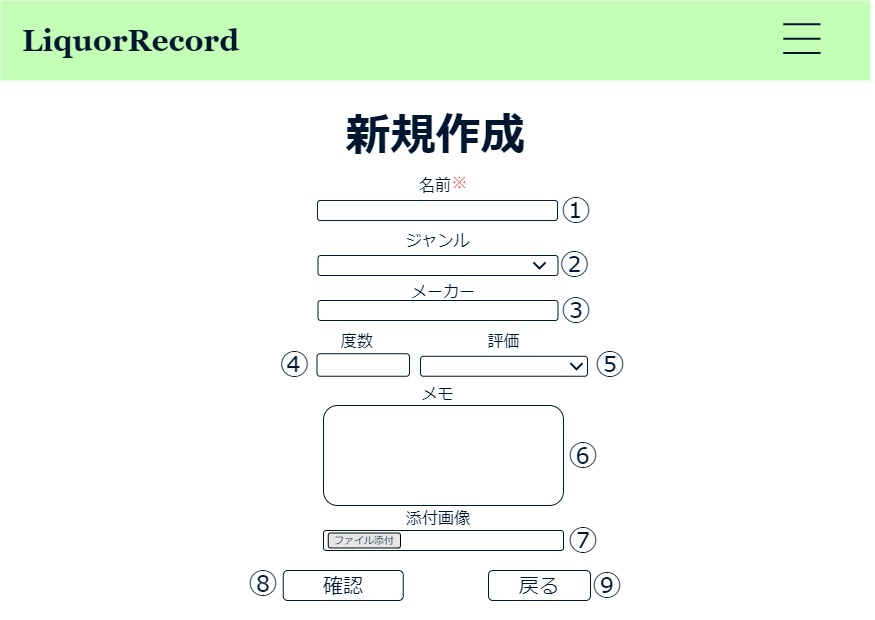 LiquorRecord
新規作成
名前※
①
ジャンル
②
メーカー
③
度数 評価
④ ⑤
メモ
⑥
添付画像
ファイル添付 ⑦
⑧ 確認 戻る ⑨